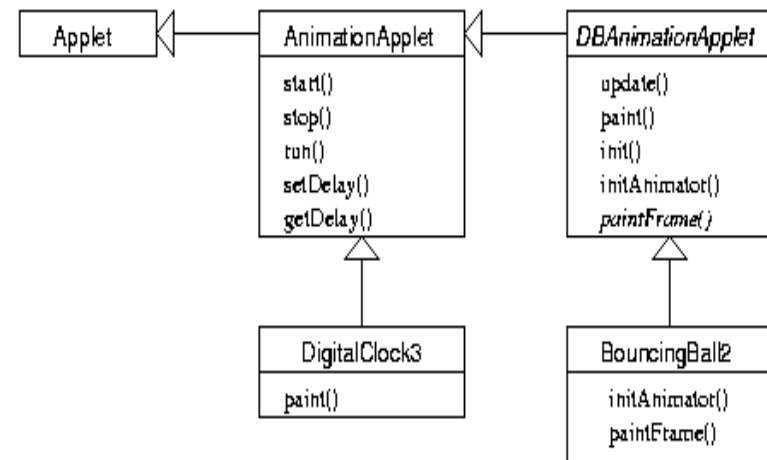 Applet
AnimationApplet
start()
stop()
run()
setDelay()
getDelay()
DBAnimationApplet
update()
paint()
init()
initAnimator()
paintFrame()
DigitalClock3
paint()
BouncingBall2
initAnimator()
paintFrame()